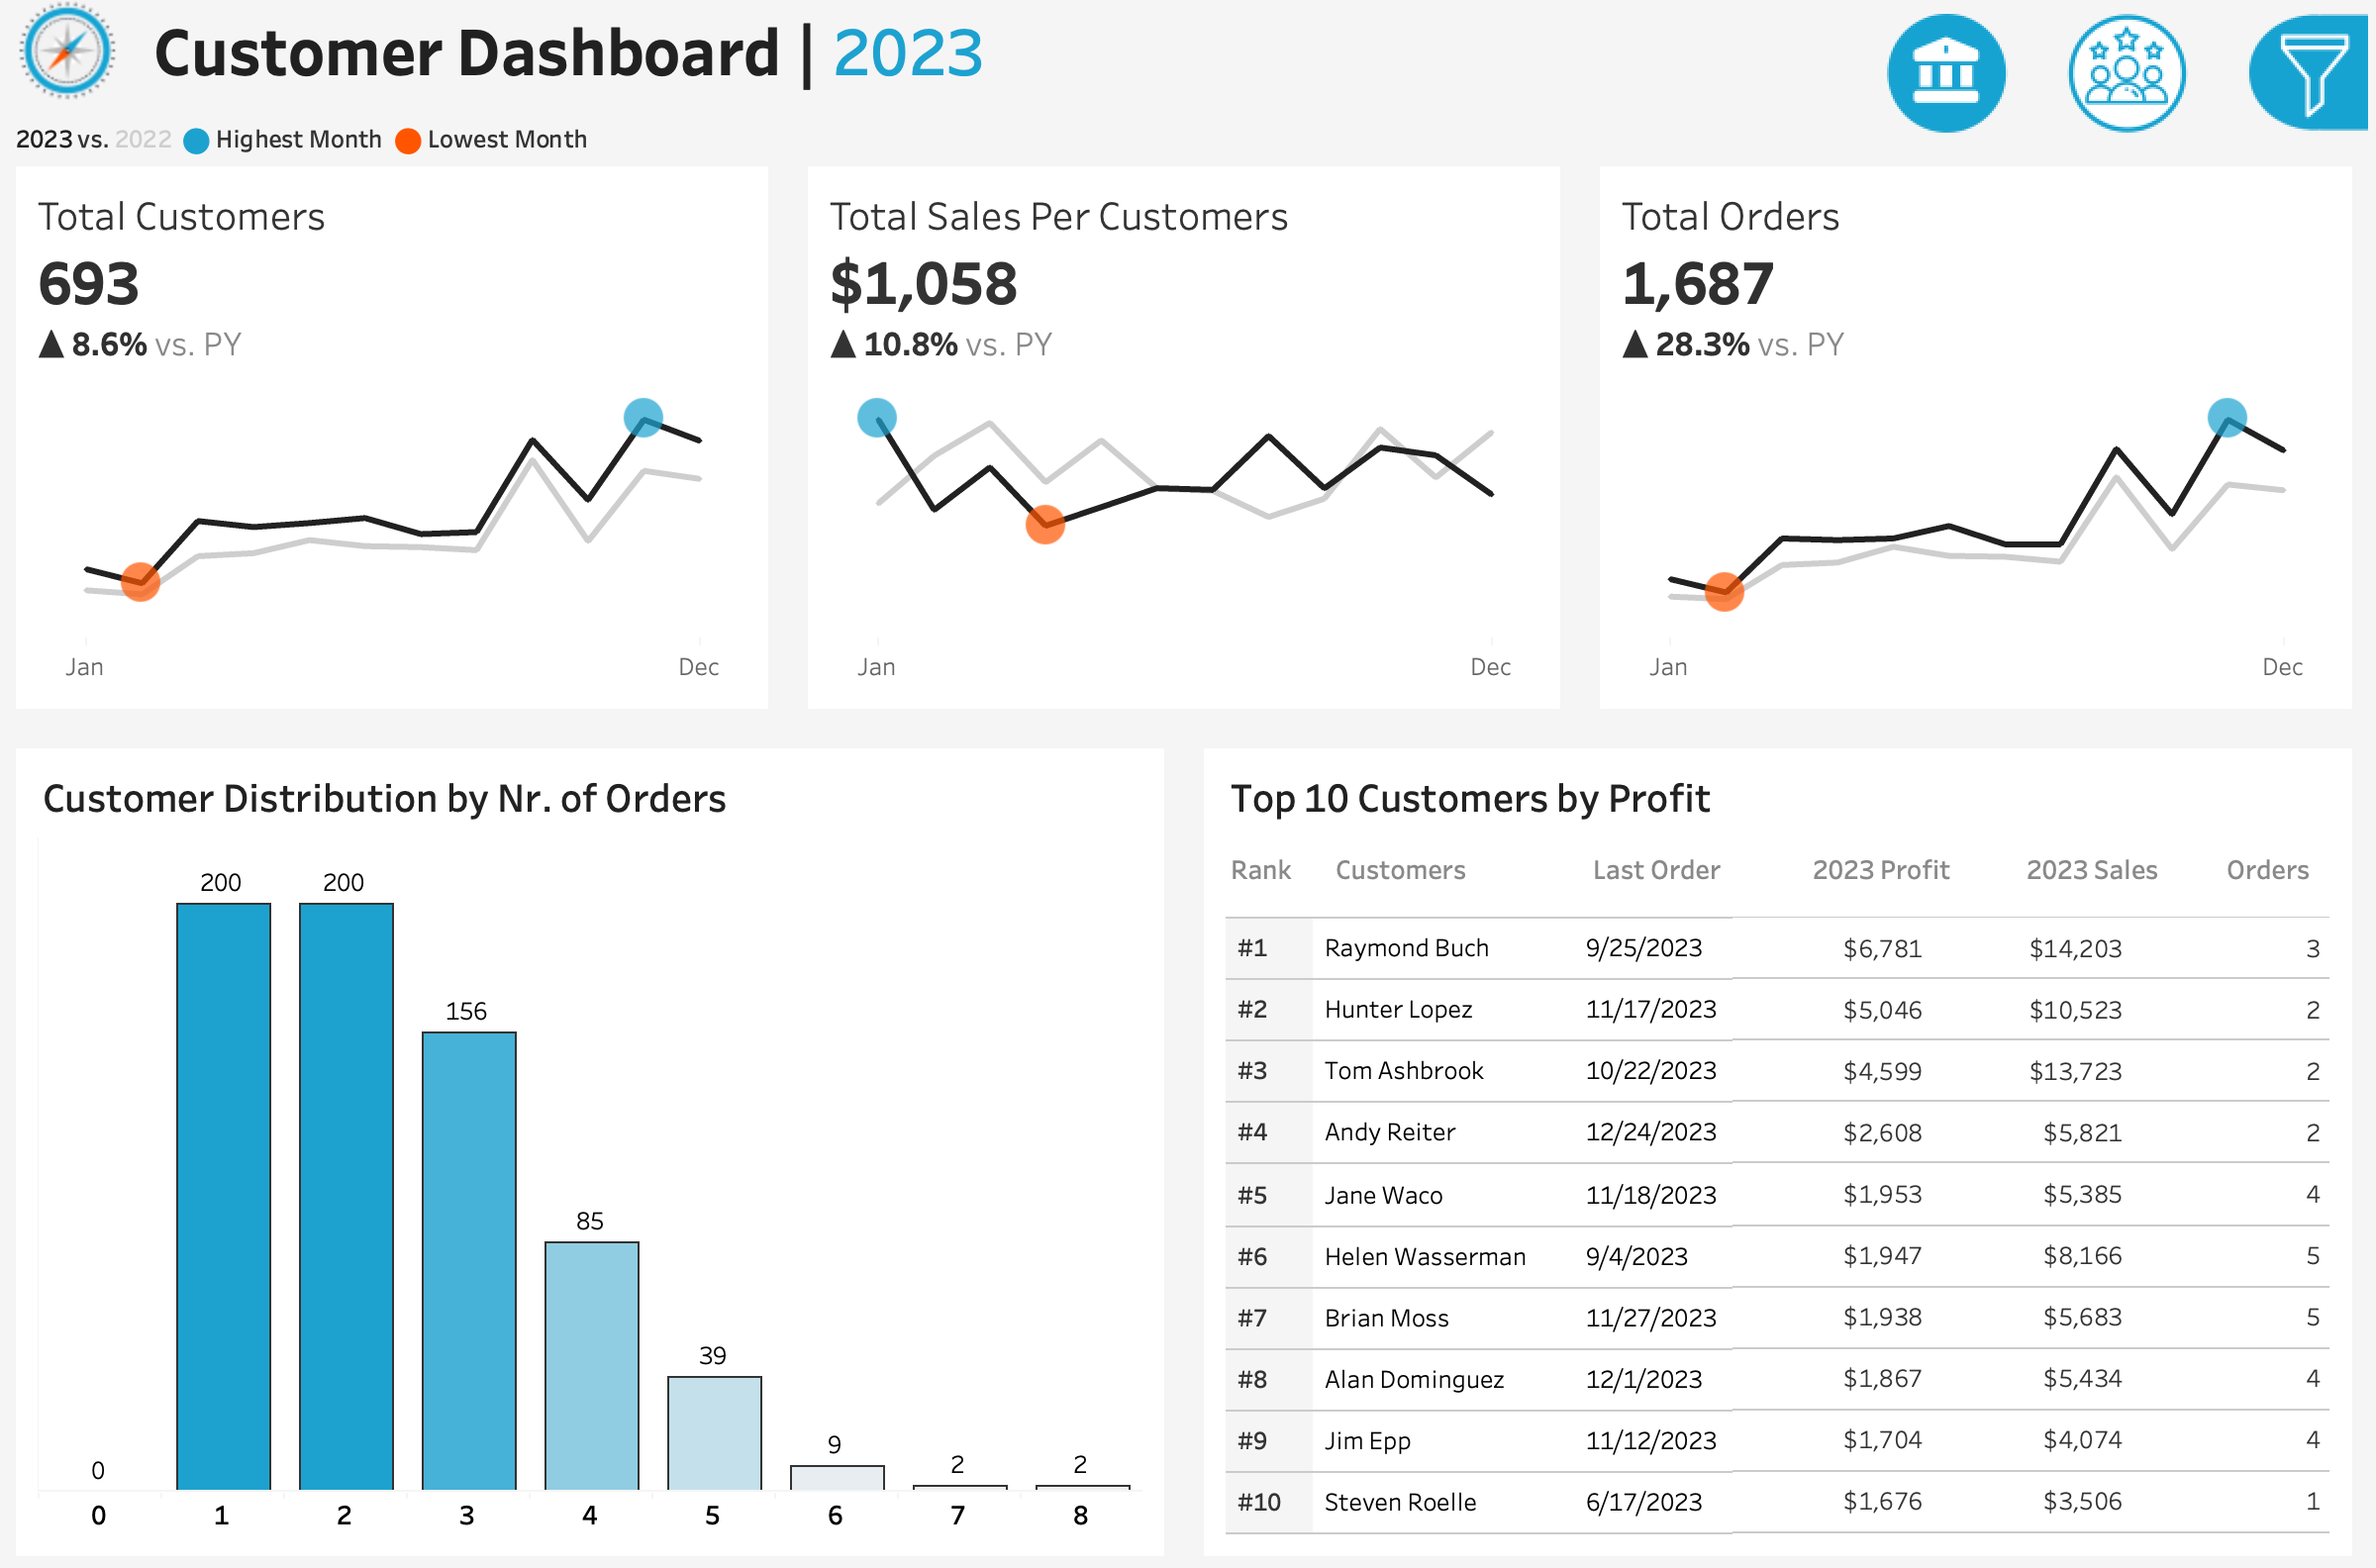 Customer Dashboard | 2023
2023 vs. 2022 Highest Month Lowest Month
Total Customers
693
▲ 8.6% vs. PY
Jan Dec
Total Sales Per Customers
$1,058
▲ 10.8% vs. PY
Jan Dec
Total Orders
1,687
▲ 28.3% vs. PY
Jan Dec
Customer Distribution by Nr. of Orders
0 200 200 156 85 39 9 2 2
0 1 2 3 4 5 6 7 8
Top 10 Customers by Profit
Rank Customers Last Order 2023 Profit 2023 Sales Orders
#1 Raymond Buch 9/25/2023 $6,781 $14,203 3
#2 Hunter Lopez 11/17/2023 $5,046 $10,523 2
#3 Tom Ashbrook 10/22/2023 $4,599 $13,723 2
#4 Andy Reiter 12/24/2023 $2,608 $5,821 2
#5 Jane Waco 11/18/2023 $1,953 $5,385 4
#6 Helen Wasserman 9/4/2023 $1,947 $8,166 5
#7 Brian Moss 11/27/2023 $1,938 $5,683 5
#8 Alan Dominguez 12/1/2023 $1,867 $5,434 4
#9 Jim Epp 11/12/2023 $1,704 $4,074 4
#10 Steven Roelle 6/17/2023 $1,676 $3,506 1